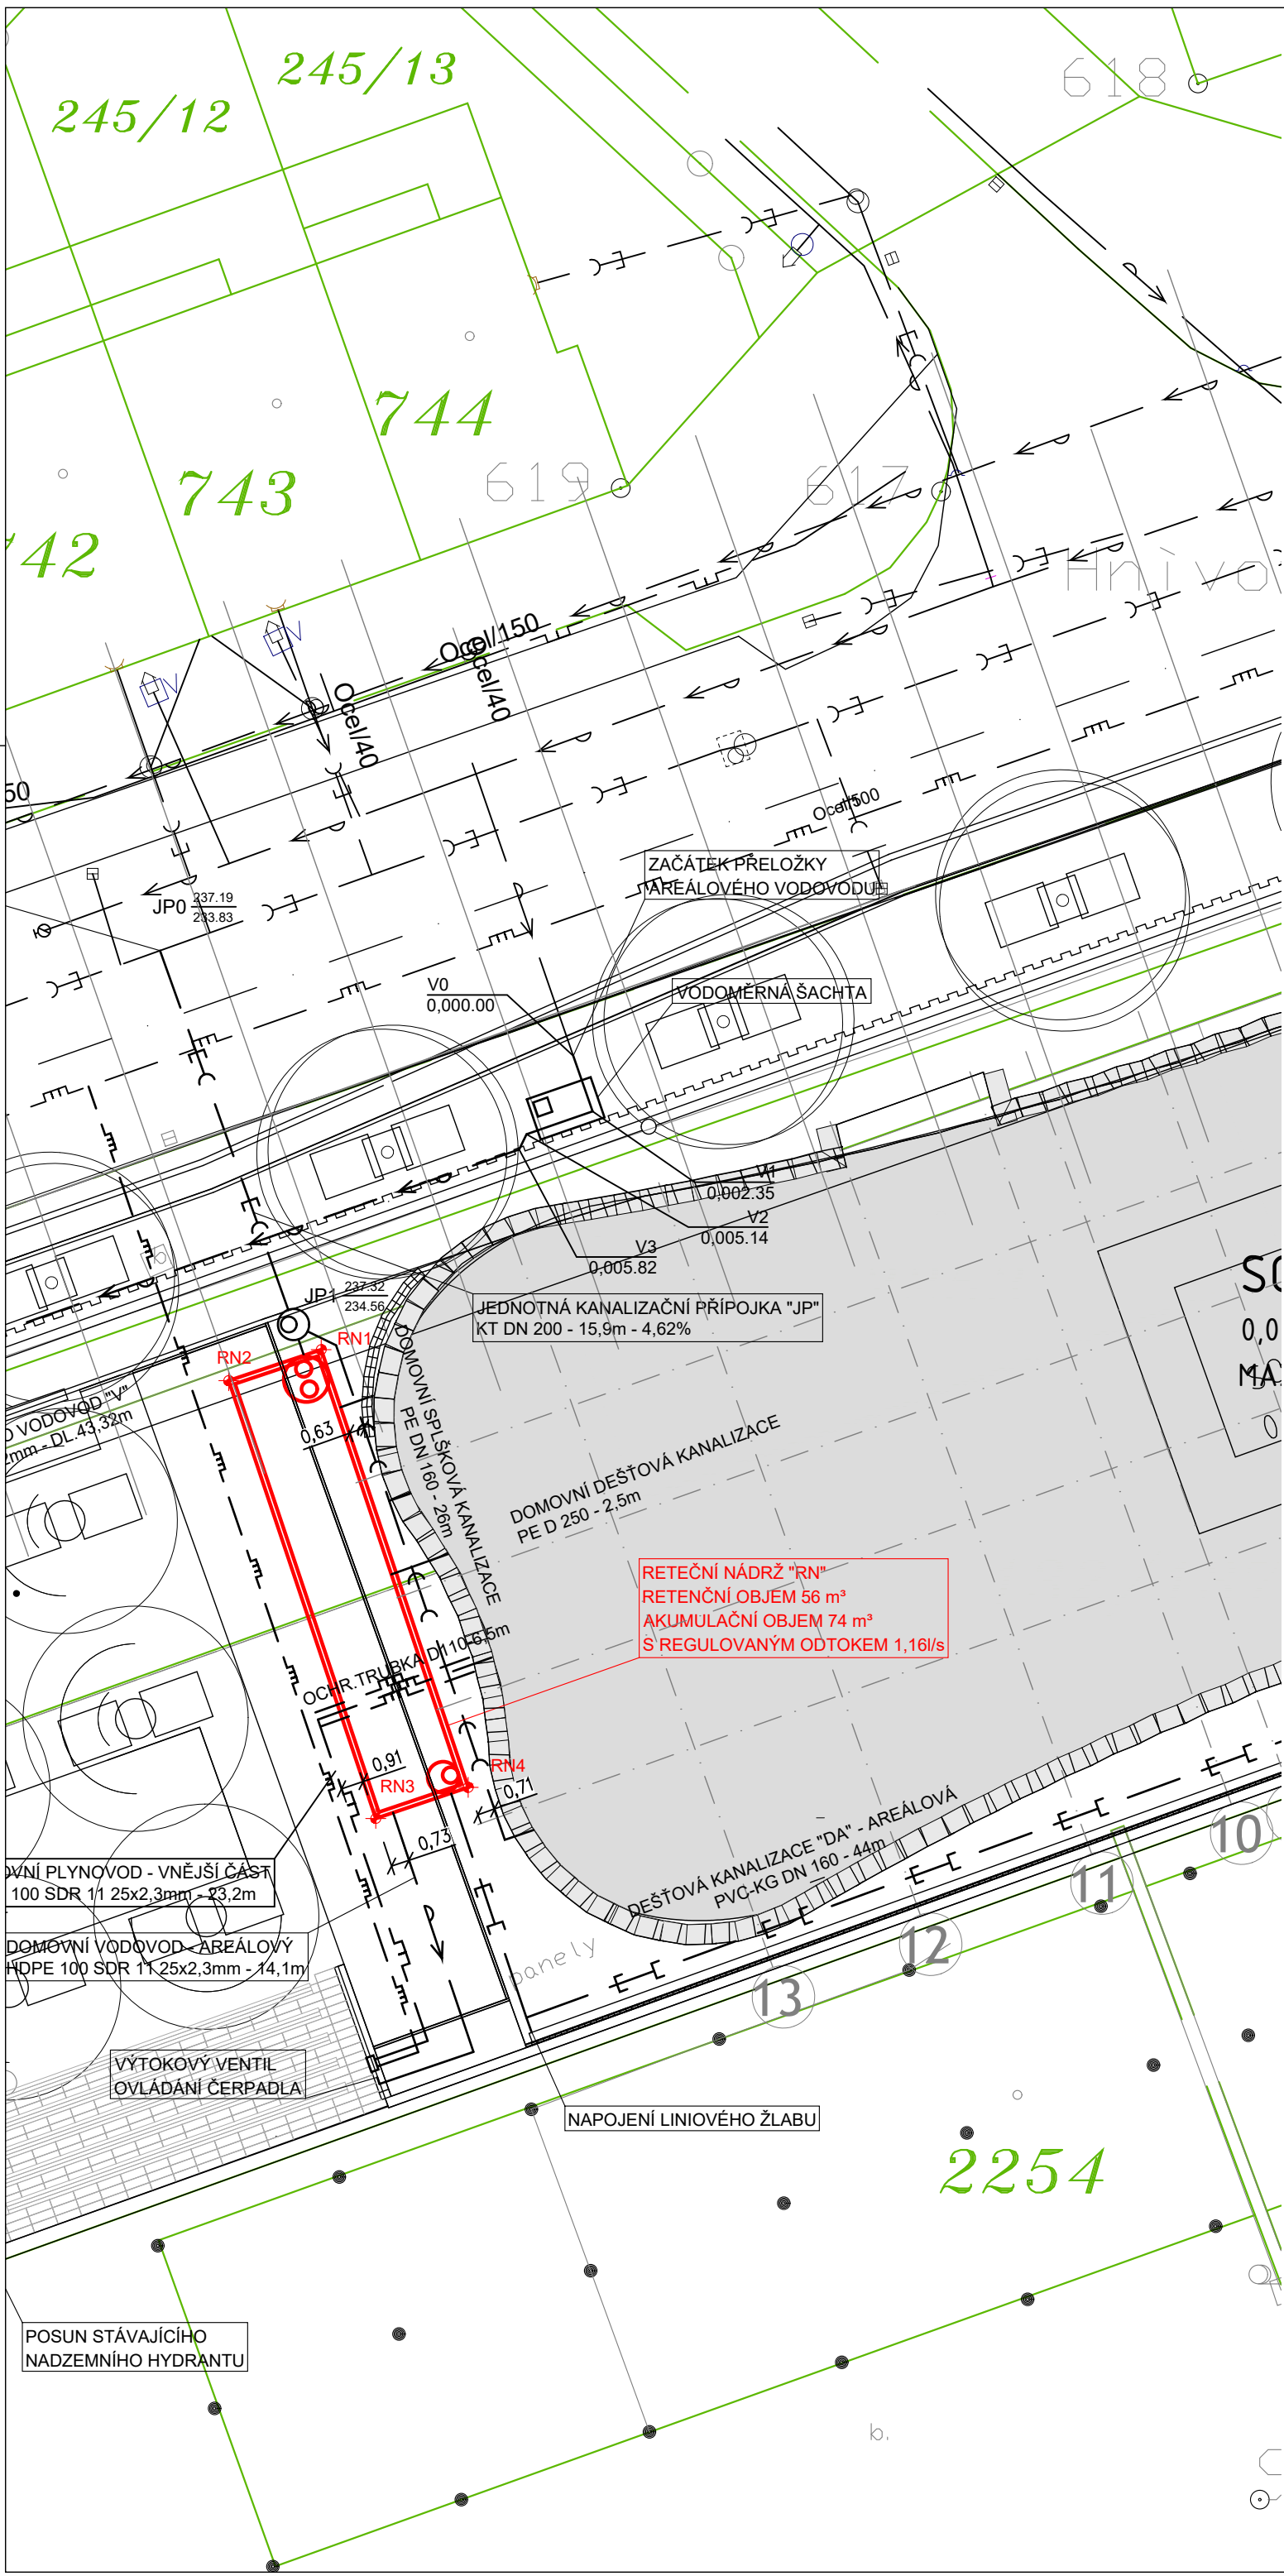 245/13
245/12
618
744
743
742
619
617
Ocel/150
Ocel/40
Ocel/40
50
JP0 237.19
233.83
ZAČÁTEK PŘELOŽKY
AREÁLOVÉHO VODOVODU
V0
0,000.00
VODOMĚRNÁ ŠACHTA
V1
0,002.35
V2
0,005.14
V3
0,005.82
JP1 237.32
234.56
JEDNOTNÁ KANALIZAČNÍ PŘÍPOJKA "JP"
KT DN 200 - 15,9m - 4,62%
RN1
RN2
O VODOVOD "V"
2mm - DL.43,32m
0,63
DOMOVNÍ SPLŠKOVÁ KANALIZACE
PE DN 160 - 26m
DOMOVNÍ DEŠŤOVÁ KANALIZACE
PE D 250 - 2,5m
0,0
RETEČNÍ NÁDRŽ "RN"
RETENČNÍ OBJEM 56 m³
AKUMULAČNÍ OBJEM 74 m³
S REGULOVANÝM ODTOKEM 1,16l/s
OCHR.TRUBKA D110-6,5m
0,91
RN3
RN4
0,71
0,73
DEŠŤOVÁ KANALIZACE "DA" - AREÁLOVÁ
PVC-KG DN 160 - 44m
OVNÍ PLYNOVOD - VNĚJŠÍ ČÁST
100 SDR 11 25x2,3mm - 23,2m
DOMOVNÍ VODOVOD - AREÁLOVÝ
HDPE 100 SDR 11 25x2,3mm - 14,1m
panely
10
11
12
13
VÝTOKOVÝ VENTIL
OVLÁDÁNÍ ČERPADLA
NAPOJENÍ LINIOVÉHO ŽLABU
2254
POSUN STÁVAJÍCÍHO
NADZEMNÍHO HYDRANTU
b.